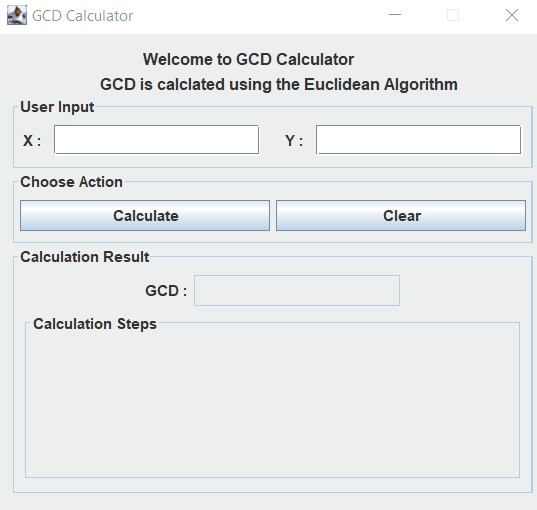 GCD Calculator
Welcome to GCD Calculator
GCD is calclated using the Euclidean Algorithm
User Input
X : Y :
Choose Action
Calculate Clear
Calculation Result
GCD :
Calculation Steps